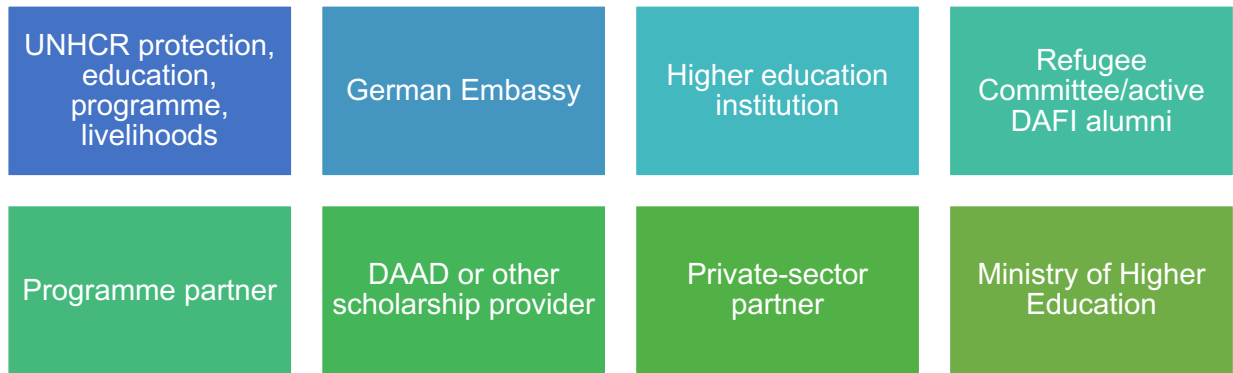 UNHCR protection,
education,
programme,
livelihoods
German Embassy
Higher education
institution
Refugee
Committee/active
DAFI alumni
Programme partner
DAAD or other
scholarship provider
Private-sector
partner
Ministry of Higher
Education